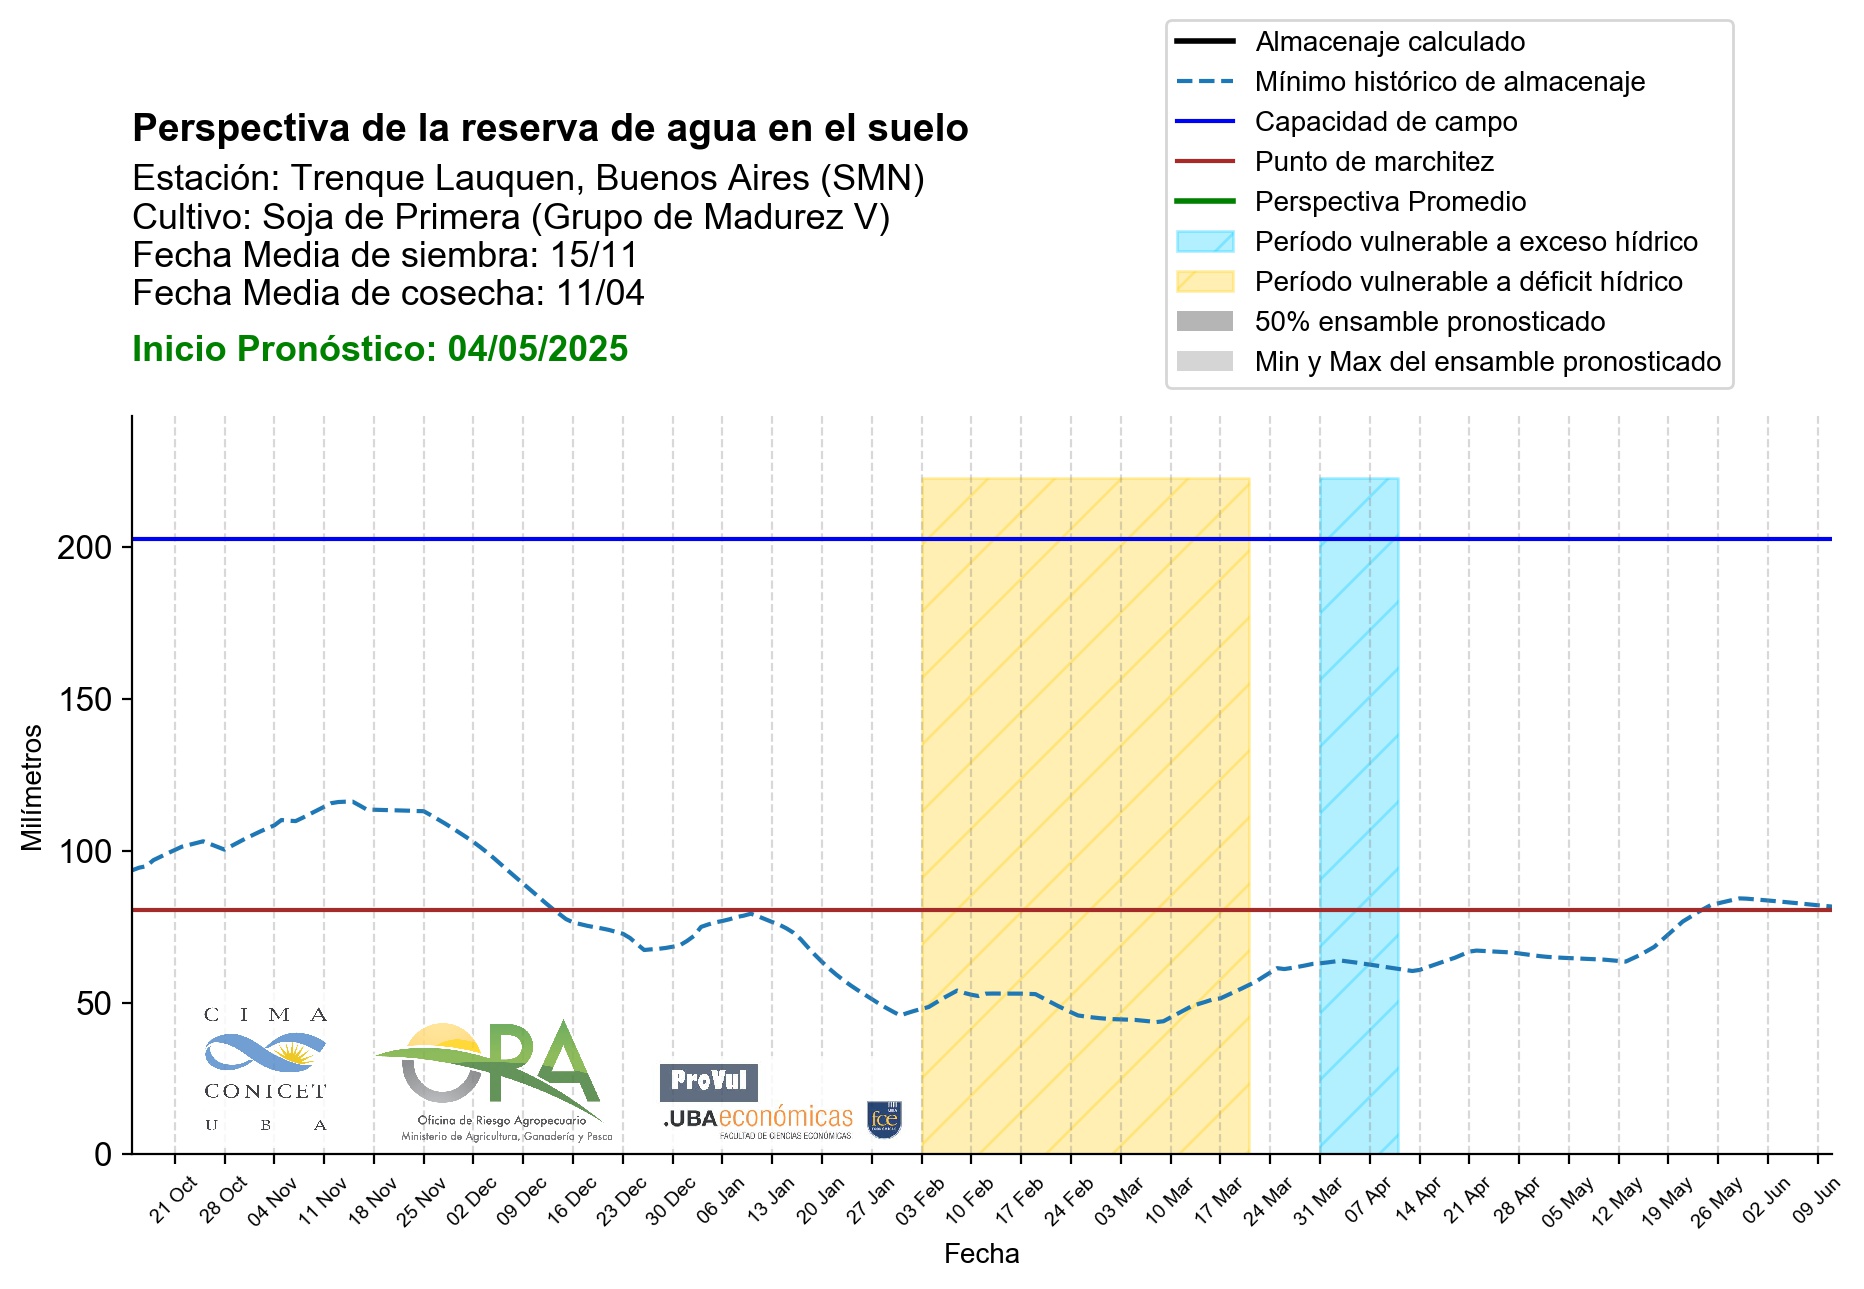 Almacenaje calculado
Mínimo histórico de almacenaje
Capacidad de campo
Punto de marchitez
Perspectiva Promedio
Período vulnerable a exceso hídrico
Período vulnerable a déficit hídrico
50% ensamble pronosticado
Min y Max del ensamble pronosticado
Perspectiva de la reserva de agua en el suelo
Estación: Trenque Lauquen, Buenos Aires (SMN)
Cultivo: Soja de Primera (Grupo de Madurez V)
Fecha Media de siembra: 15/11
Fecha Media de cosecha: 11/04
Inicio Pronóstico: 04/05/2025
Milímetros
200
150
100
50
0
CIMA
CONICET
UBA
ORA
Oficina de Riesgo Agropecuario
Ministerio de Agricultura, Ganadería y Pesca
ProVul
.UBAeconómicas
FACULTAD DE CIENCIAS ECONÓMICAS
fce
21 Oct
28 Oct
04 Nov
11 Nov
18 Nov
25 Nov
02 Dec
09 Dec
16 Dec
23 Dec
30 Dec
06 Jan
13 Jan
20 Jan
27 Jan
03 Feb
10 Feb
17 Feb
24 Feb
03 Mar
10 Mar
17 Mar
24 Mar
31 Mar
07 Apr
14 Apr
21 Apr
28 Apr
05 May
12 May
19 May
26 May
02 Jun
09 Jun
Fecha